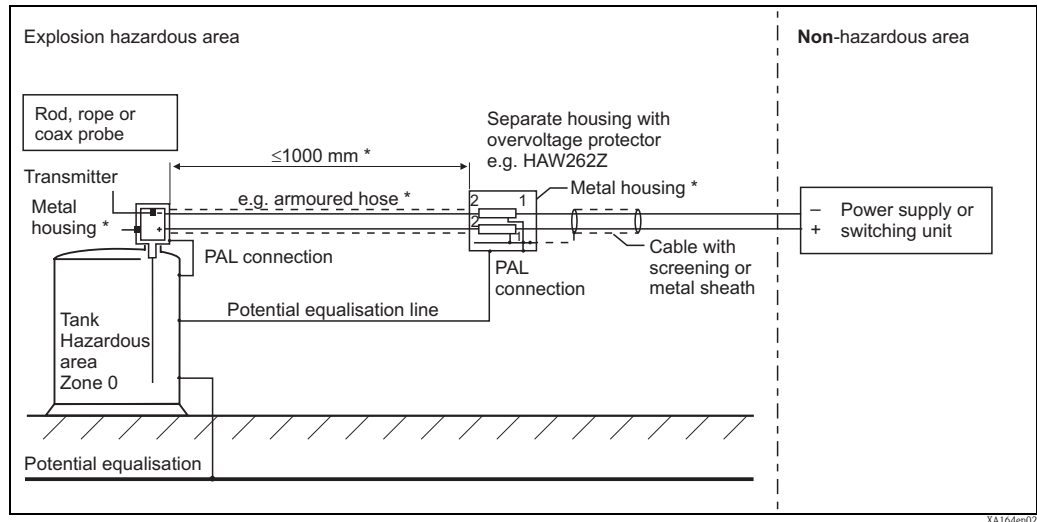 Explosion hazardous area
Non-hazardous area
Rod, rope or
coax probe
Separate housing with
overvoltage protector
e.g. HAW262Z
≤1000 mm *
Transmitter
Metal
housing *
e.g. armoured hose *
2
1
2
1
Metal housing *
–
+
–
+
Power supply or
switching unit
PAL connection
PAL
connection
Cable with
screening or
metal sheath
Potential equalisation line
Tank
Hazardous
area
Zone 0
Potential equalisation
XA164en02